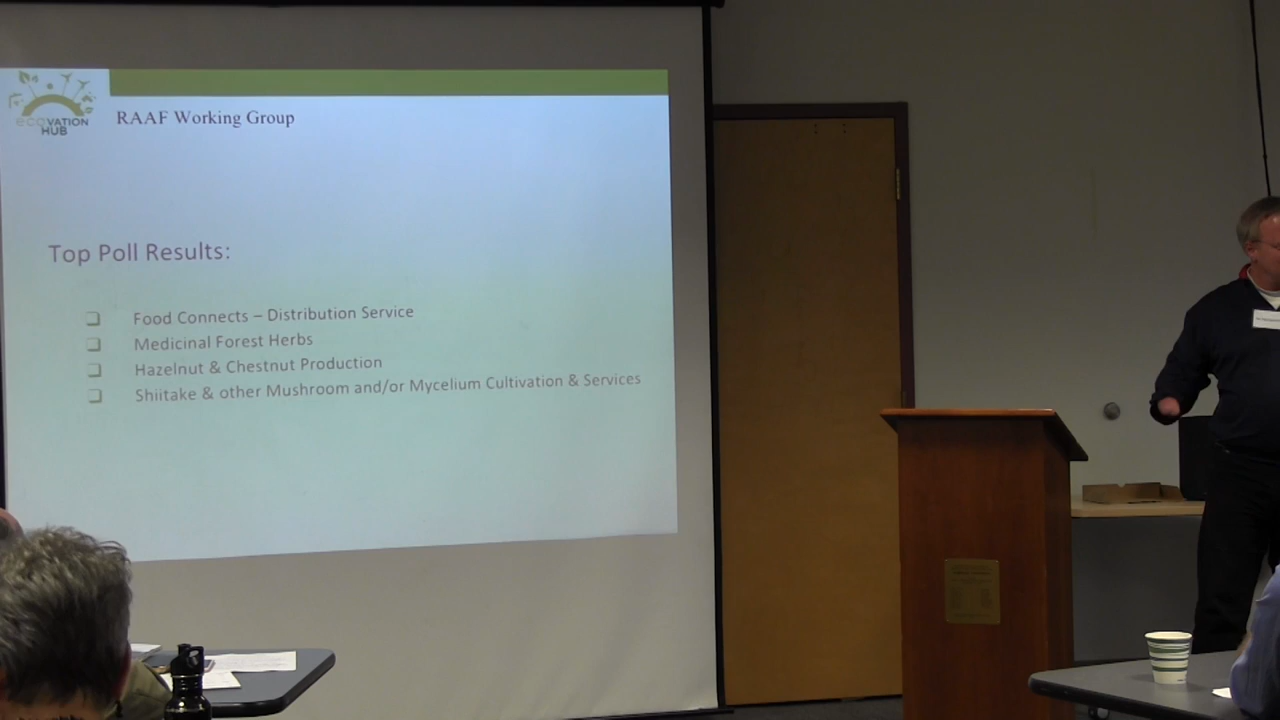 ecovation
HUB
RAAF Working Group
Top Poll Results:
Food Connects – Distribution Service
Medicinal Forest Herbs
Hazelnut & Chestnut Production
Shiitake & other Mushroom and/or Mycelium Cultivation & Services